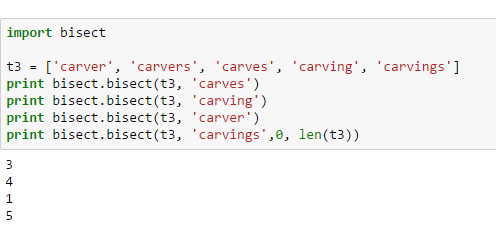 import bisect
t3 = ['carver', 'carvers', 'carves', 'carving', 'carvings']
print bisect.bisect(t3, 'carves')
print bisect.bisect(t3, 'carving')
print bisect.bisect(t3, 'carver')
print bisect.bisect(t3, 'carvings',0, len(t3))
3
4
1
5